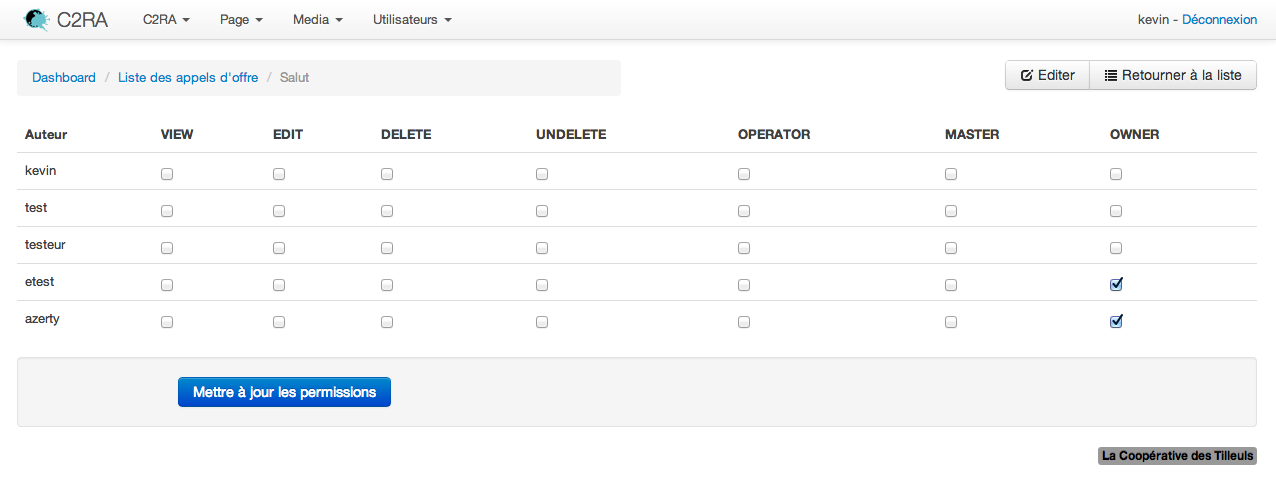 C2RA C2RA Page Media Utilisateurs kevin - Déconnexion
Dashboard / Liste des appels d'offre / Salut Editer Retourner à la liste
Auteur VIEW EDIT DELETE UNDELETE OPERATOR MASTER OWNER
kevin
test
testeur
etest
azerty
Mettre à jour les permissions
La Coopérative des Tilleuls